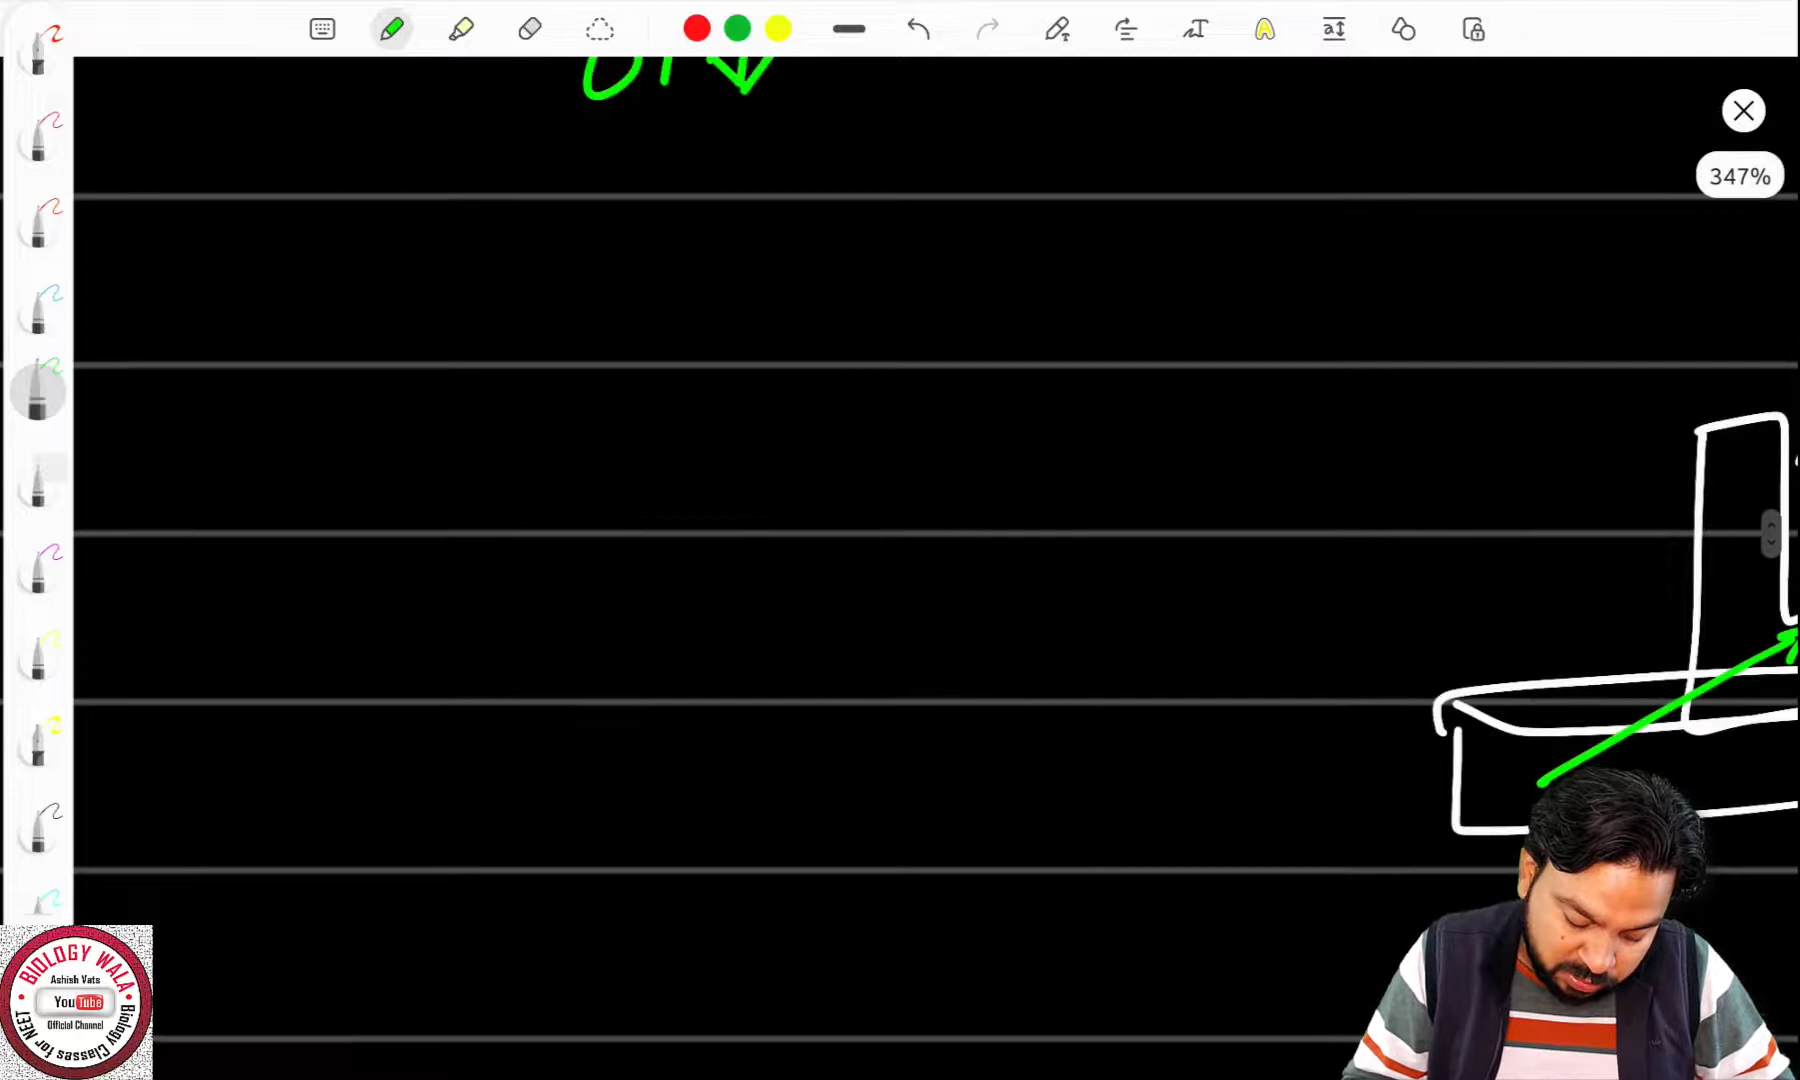 347%
BIOLOGY WALA
Ashish Vats
YouTube
Official Channel
Biology Classes for NEET